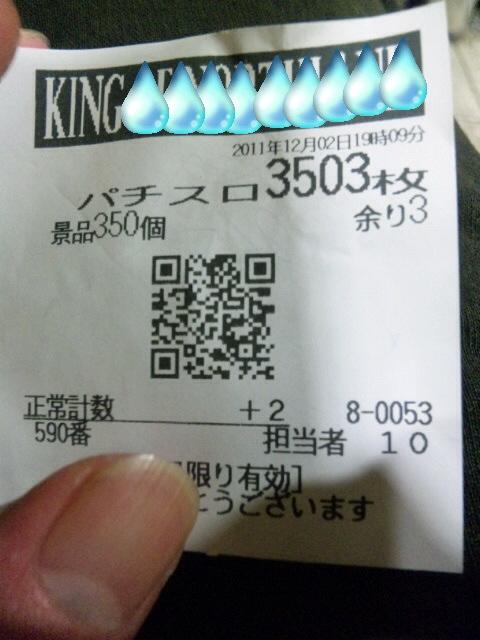 KING
2011年12月02日19時09分
パチスロ3503枚
景品350個 余り3
正常計数 +2 8-0053
590番 担当者 10
限り有効]
うございます